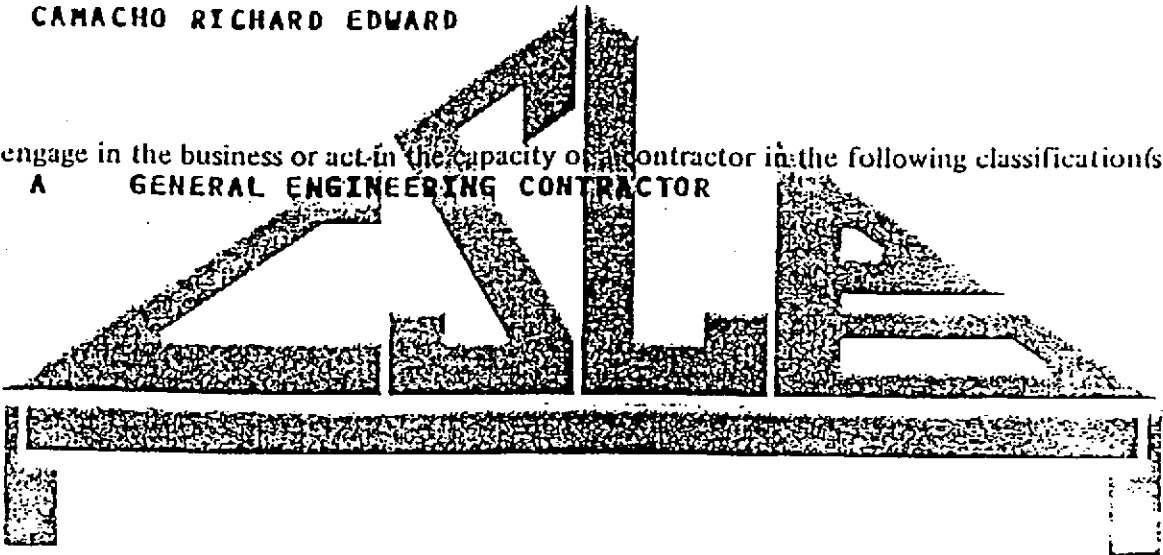 CAMACHO RICHARD EDWARD
engage in the business or act in the capacity of a contractor in the following classification(s
A GENERAL ENGINEERING CONTRACTOR
CSLB